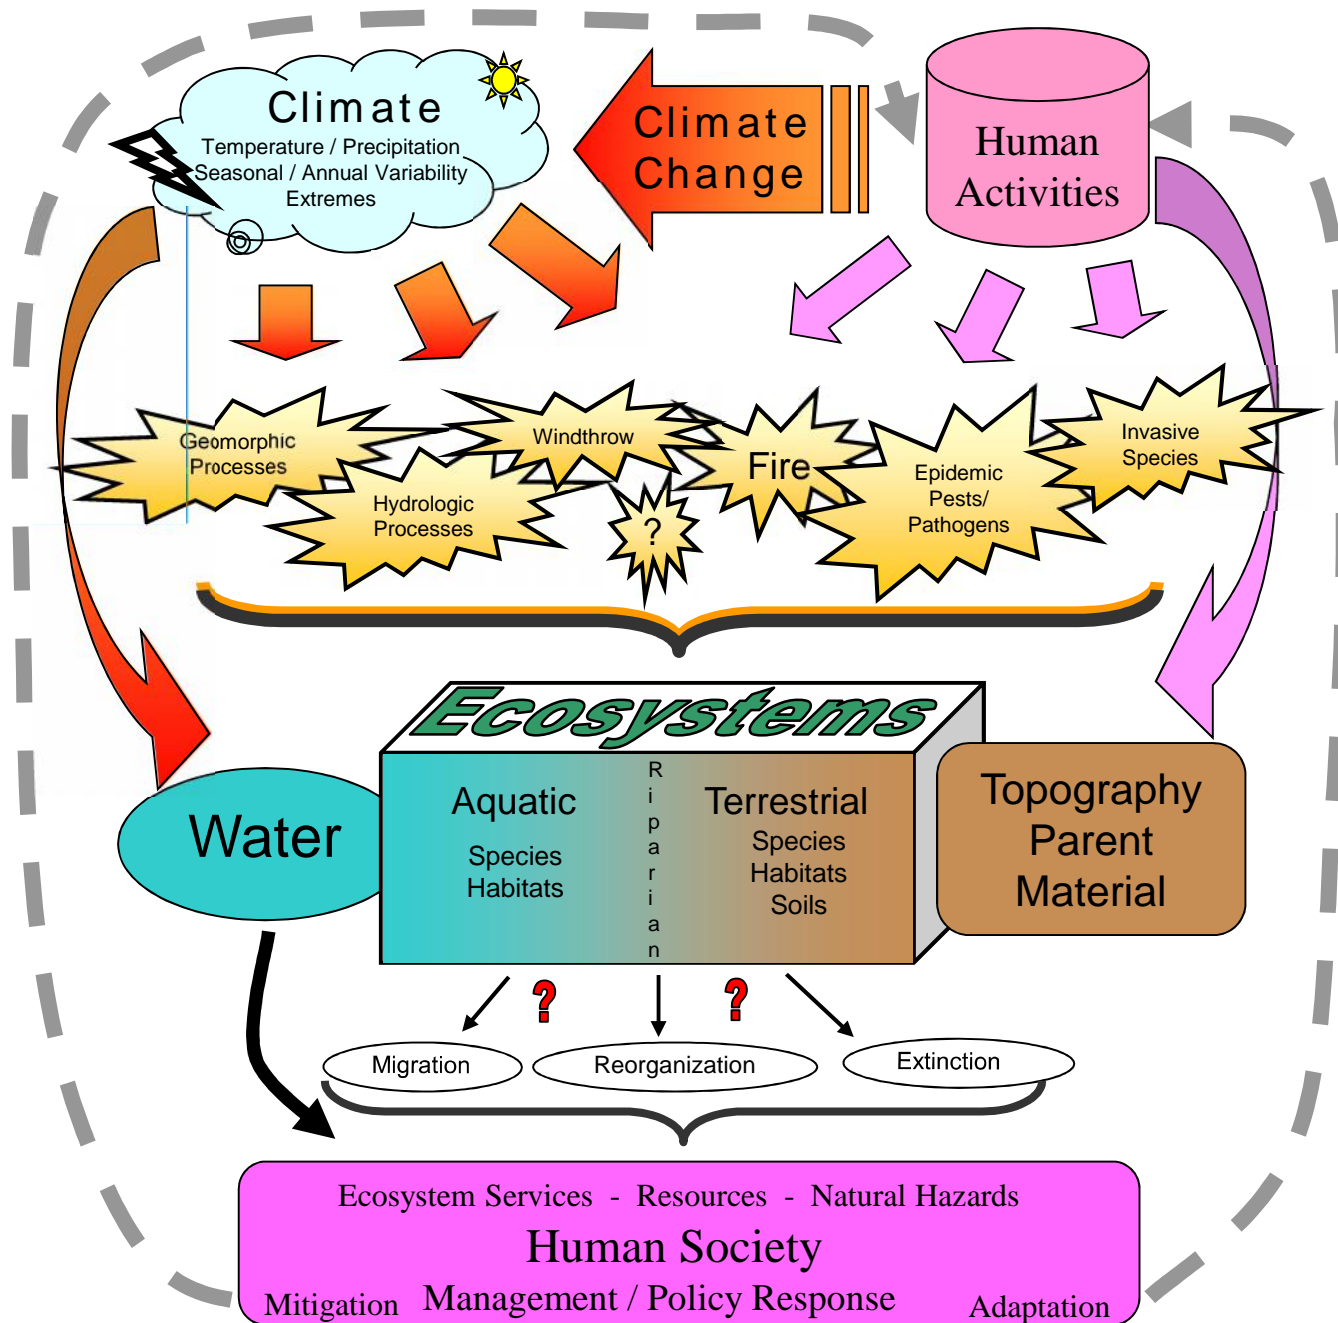 Climate
Temperature / Precipitation
Seasonal / Annual Variability
Extremes
Climate
Change
Human
Activities
Geomorphic
Processes
Hydrologic
Processes
Windthrow
?
Fire
Epidemic
Pests/
Pathogens
Invasive
Species
Ecosystems
Water
Aquatic
Species
Habitats
Riparian
Terrestrial
Species
Habitats
Soils
Topography
Parent
Material
?
?
Migration
Reorganization
Extinction
Ecosystem Services - Resources - Natural Hazards
Human Society
Mitigation Management / Policy Response Adaptation